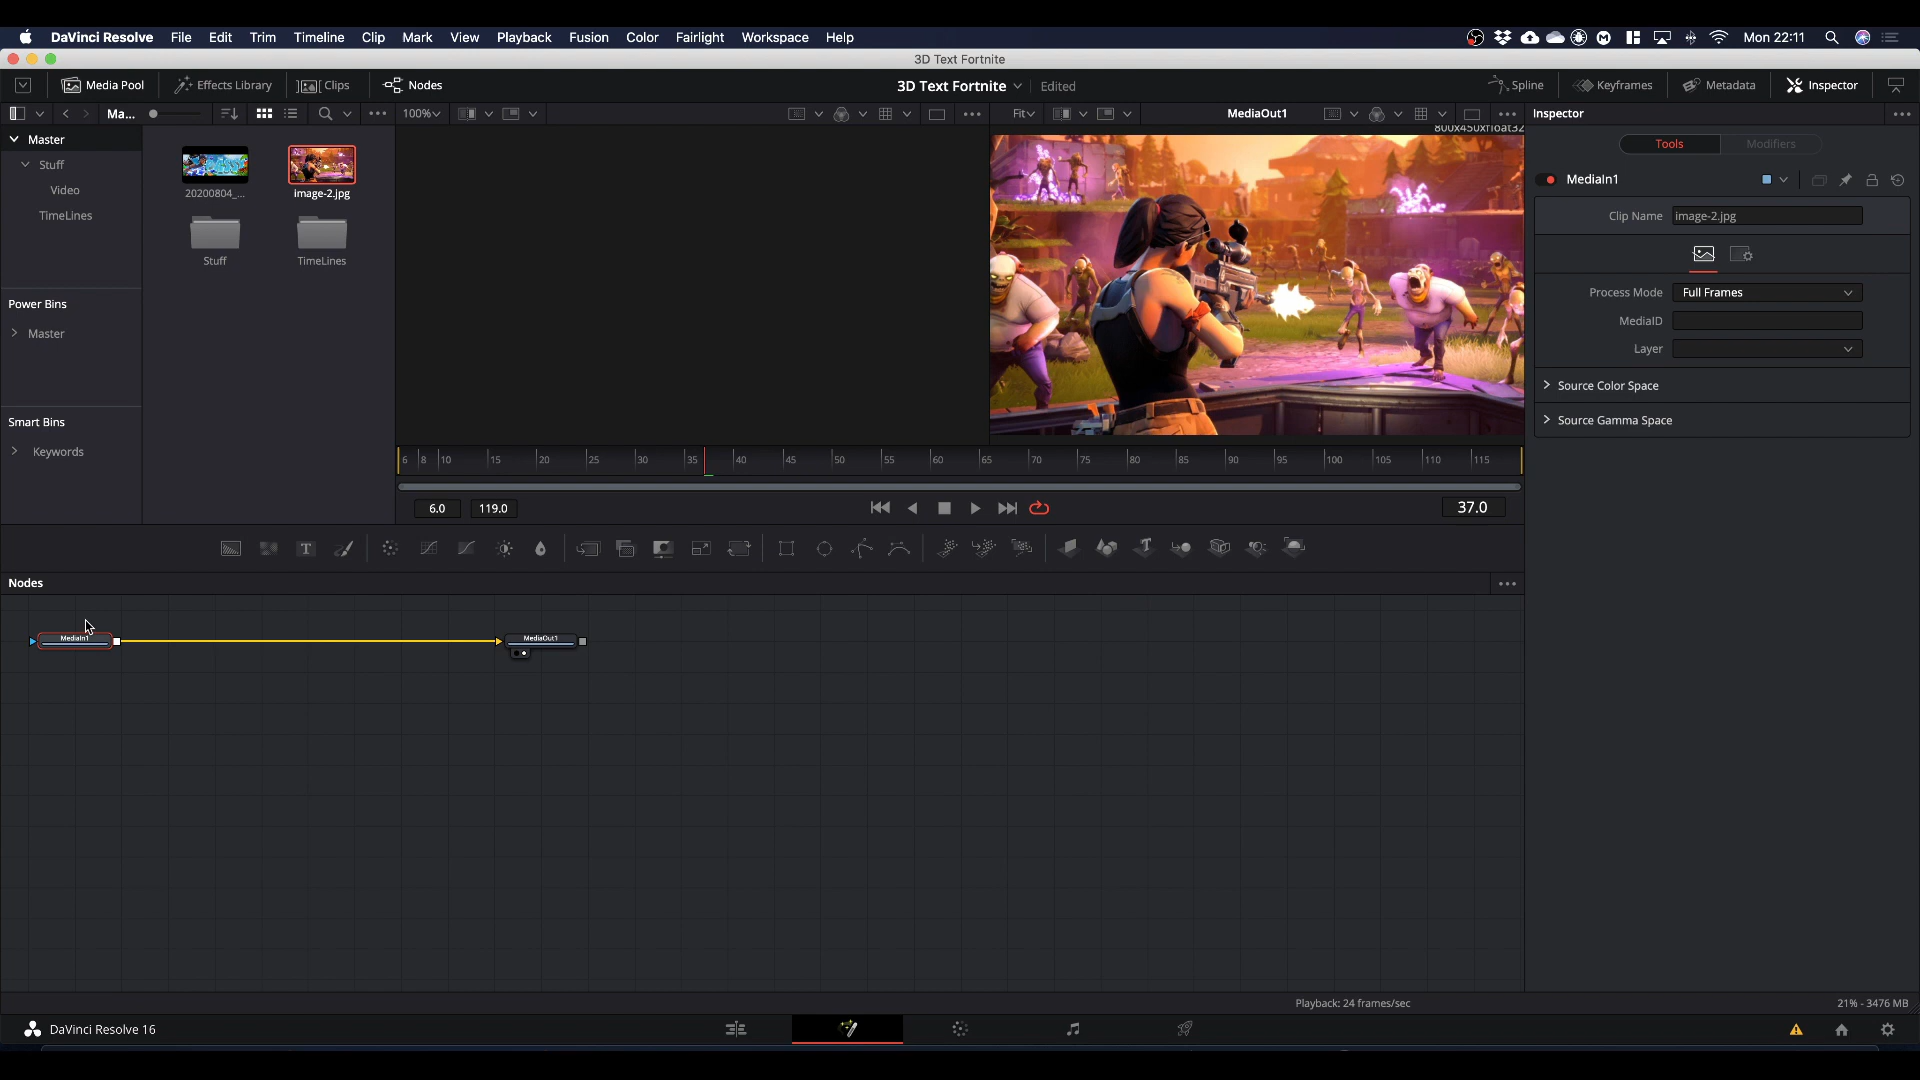 DaVinci Resolve File Edit Trim Timeline Clip Mark View Playback Fusion Color Fairlight Workspace Help Mon 22:11
3D Text Fortnite
Media Pool Effects Library Clips Nodes 3D Text Fortnite Edited Spline Keyframes Metadata Inspector
Ma... 100% Fit MediaOut1 Inspector
800x450xfloat32
Master
Stuff
Video
TimeLines
20200804_... image-2.jpg
Stuff TimeLines
Power Bins
Master
Smart Bins
Keywords
Tools Modifiers
MediaIn1
Clip Name image-2.jpg
Process Mode Full Frames
MediaID
Layer
Source Color Space
Source Gamma Space
6 8 10 15 20 25 30 35 40 45 50 55 60 65 70 75 80 85 90 95 100 105 110 115
6.0 119.0 37.0
T T
Nodes
MediaIn1 MediaOut1
Playback: 24 frames/sec 21% - 3476 MB
DaVinci Resolve 16